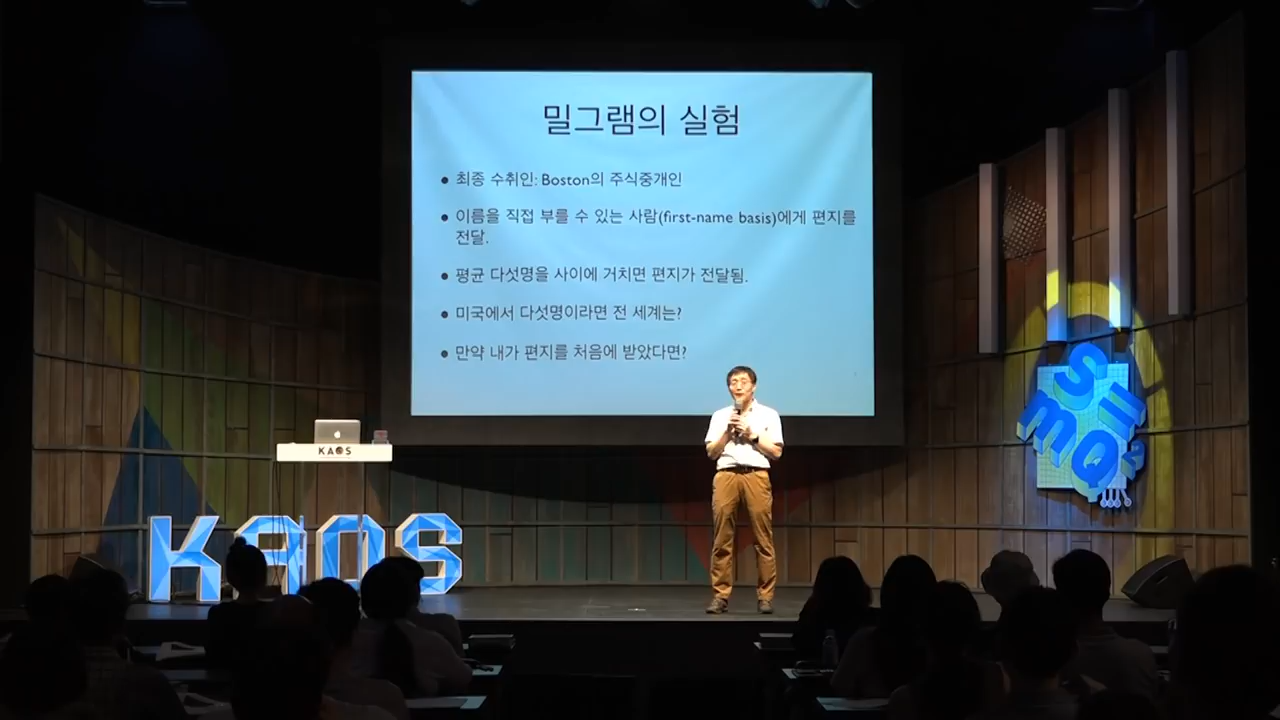 밀그램의 실험
• 최종 수취인: Boston의 주식중개인
• 이름을 직접 부를 수 있는 사람(first-name basis)에게 편지를
전달.
• 평균 다섯명을 사이에 거치면 편지가 전달됨.
• 미국에서 다섯명이라면 전 세계는?
• 만약 내가 편지를 처음에 받았다면?
KAOS
KAOS